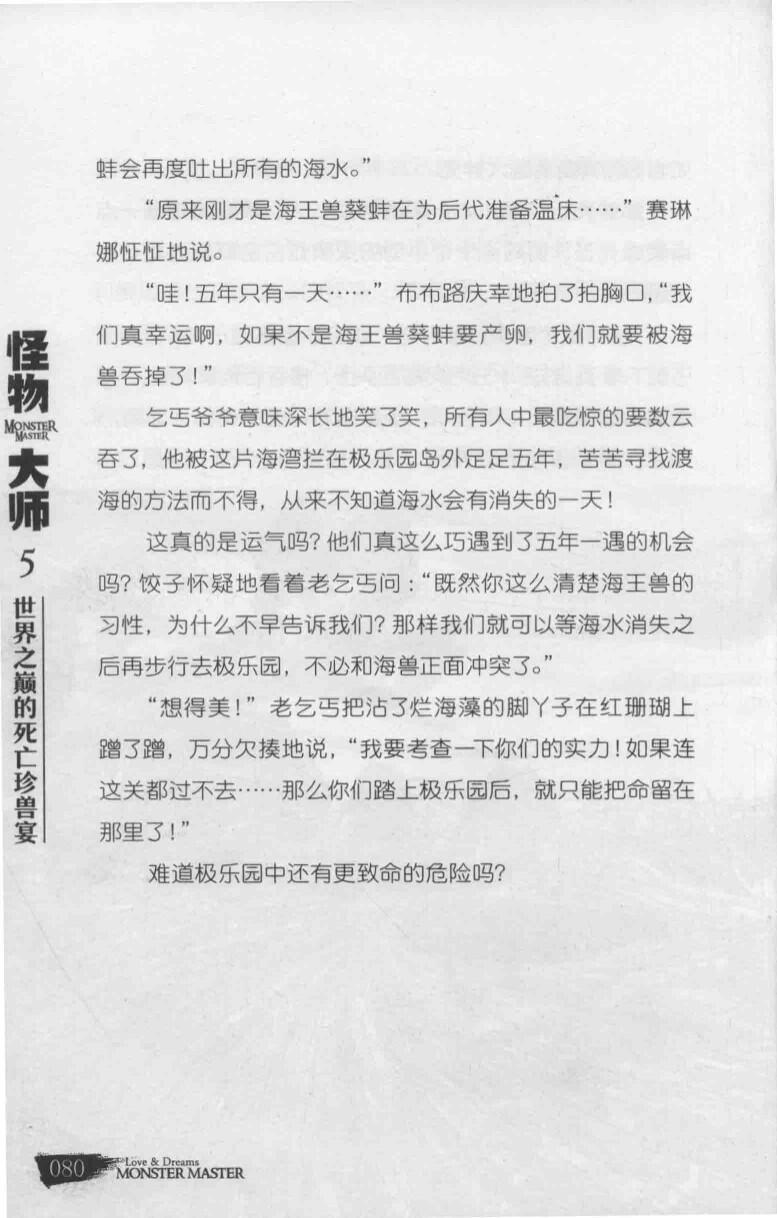 蚌会再度吐出所有的海水。”
“原来刚才是海王兽葵蚌在为后代准备温床……”赛琳
娜怔怔地说。
“哇！五年只有一天……”布布路庆幸地拍了拍胸口，“我
们真幸运啊，如果不是海王兽葵蚌要产卵，我们就要被海
兽吞掉了！”
乞丐爷爷意味深长地笑了笑，所有人中最吃惊的要数云
吞了，他被这片海湾拦在极乐园岛外足足五年，苦苦寻找渡
海的方法而不得，从来不知道海水会有消失的一天！
这真的是运气吗？他们真这么巧遇到了五年一遇的机会
吗？饺子怀疑地看着老乞丐问：“既然你这么清楚海王兽的
习性，为什么不早告诉我们？那样我们就可以等海水消失之
后再步行去极乐园，不必和海兽正面冲突了。”
“想得美！”老乞丐把沾了烂海藻的脚丫子在红珊瑚上
蹭了蹭，万分欠揍地说，“我要考查一下你们的实力！如果连
这关都过不去……那么你们踏上极乐园后，就只能把命留在
那里了！”
难道极乐园中还有更致命的危险吗？
怪物
MONSTER
MASTER
大师
5
世界之巅的死亡珍兽宴
080
Love & Dreams
MONSTER MASTER